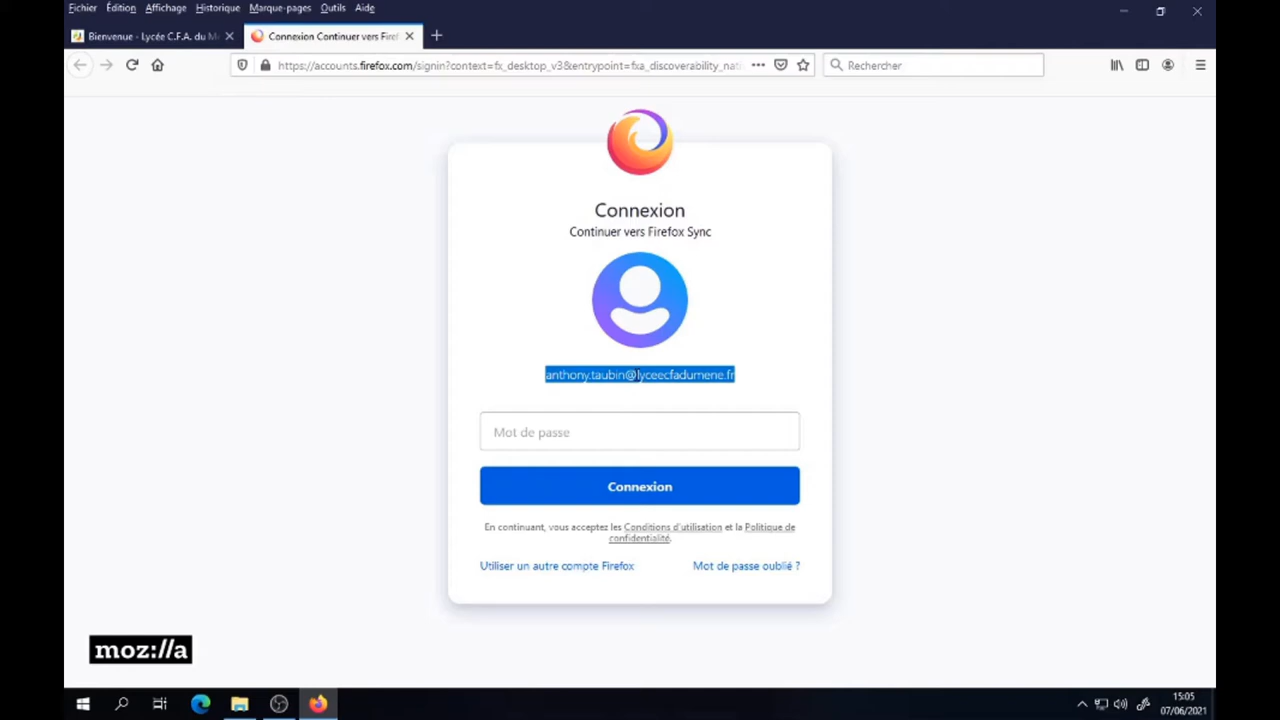 Fichier Édition Affichage Historique Marque-pages Outils Aide
Bienvenue - Lycée C.F.A. du M
Connexion Continuer vers Firef
https://accounts.firefox.com/signin?context=fx_desktop_v3&entrypoint=fxa_discoverability_nat
Rechercher
Connexion
Continuer vers Firefox Sync
anthony.taubin@lyceecfadumene.fr
Mot de passe
Connexion
En continuant, vous acceptez les Conditions d'utilisation et la Politique de
confidentialité.
Utiliser un autre compte Firefox
Mot de passe oublié ?
moz://a
15:05
07/06/2021